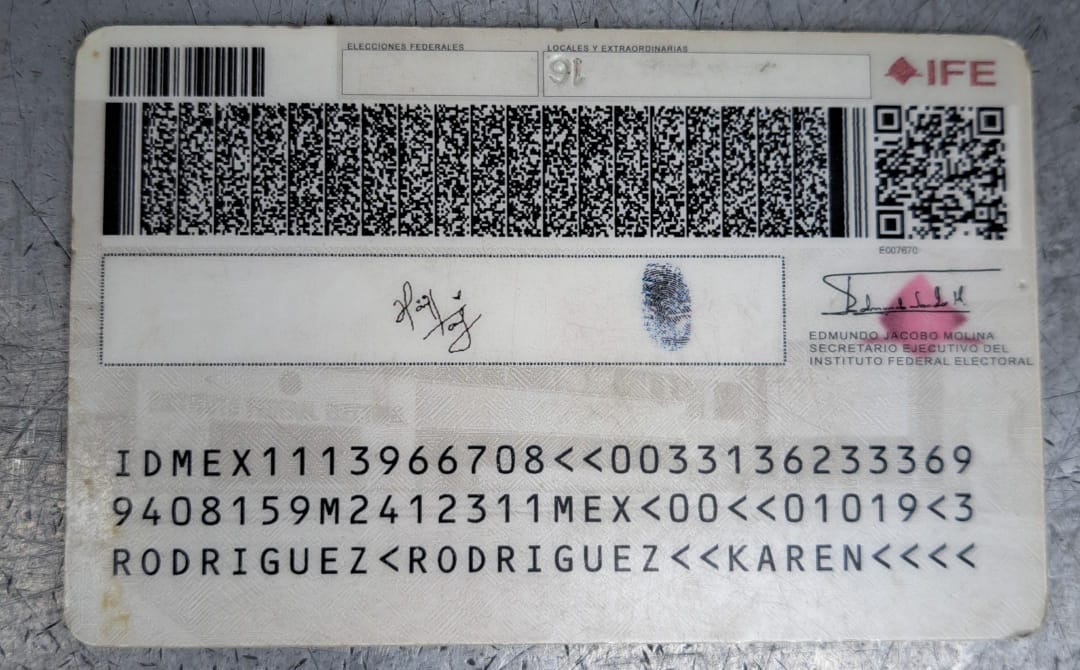 ELECCIONES FEDERALES
LOCALES Y EXTRAORDINARIAS
IFE
E007670
EDMUNDO JACOBO MOLINA
SECRETARIO EJECUTIVO DEL
INSTITUTO FEDERAL ELECTORAL
IDMEX1113966708<<0033136233369
9408159M2412311MEX<00<<01019<3
RODRIGUEZ<RODRIGUEZ<<KAREN<<<<